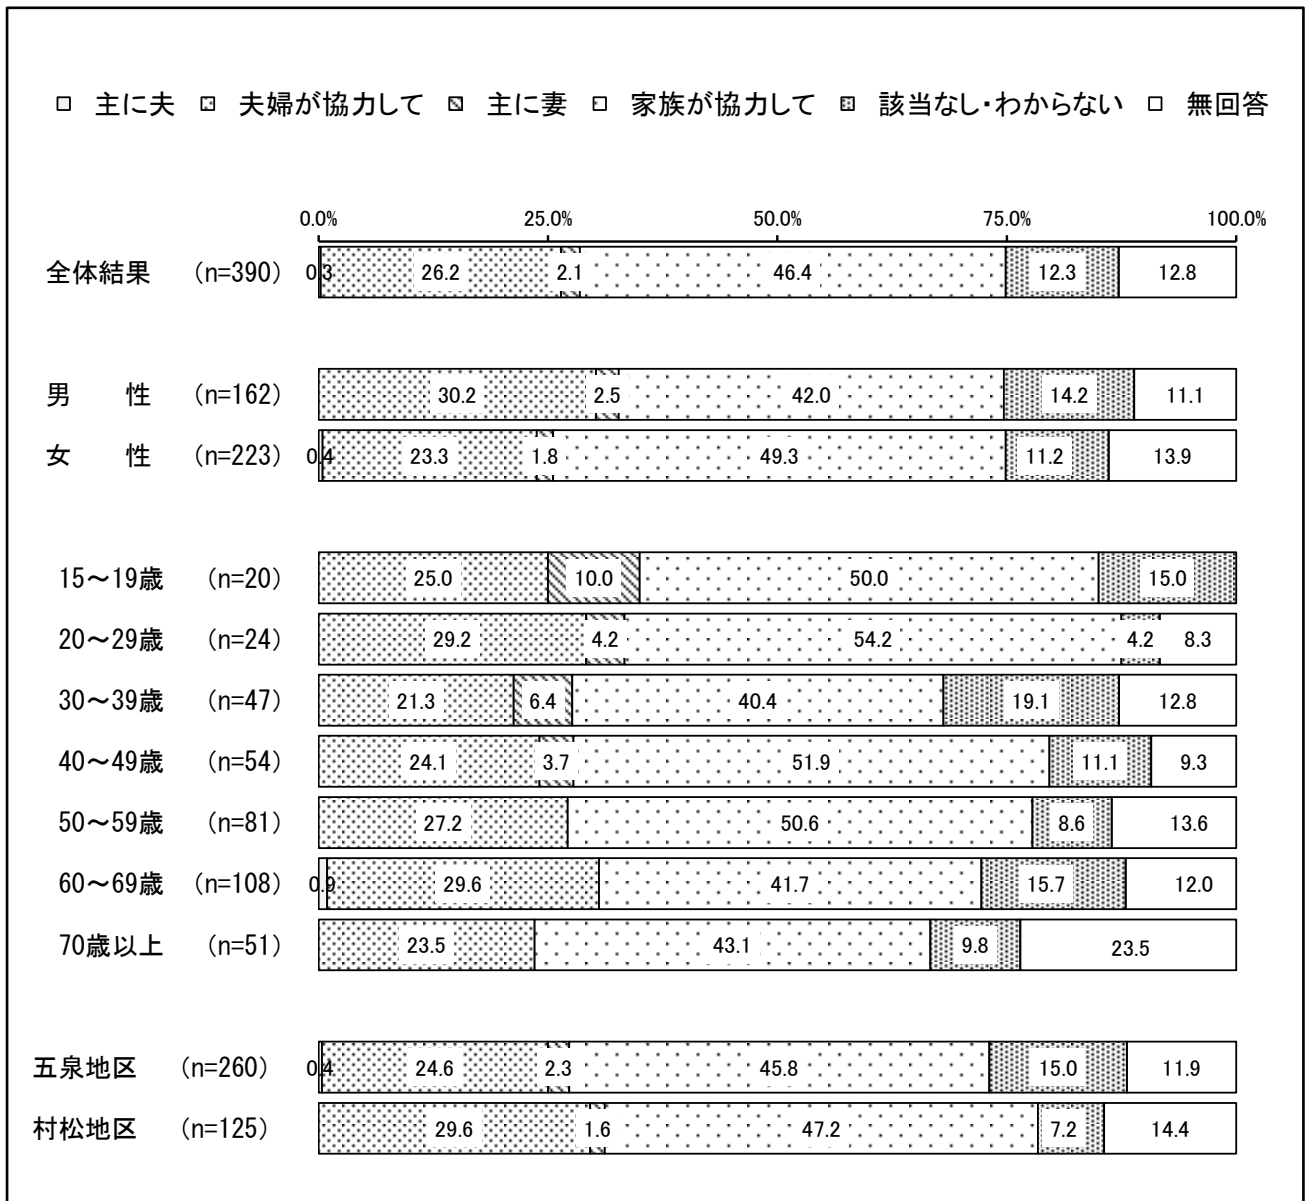 主に夫 夫婦が協力して 主に妻 家族が協力して 該当なし・わからない 無回答
0.0% 25.0% 50.0% 75.0% 100.0%
全体結果 (n=390) 0.3 26.2 2.1 46.4 12.3 12.8
男 性 (n=162) 30.2 2.5 42.0 14.2 11.1
女 性 (n=223) 0.4 23.3 1.8 49.3 11.2 13.9
15～19歳 (n=20) 25.0 10.0 50.0 15.0
20～29歳 (n=24) 29.2 4.2 54.2 4.2 8.3
30～39歳 (n=47) 21.3 6.4 40.4 19.1 12.8
40～49歳 (n=54) 24.1 3.7 51.9 11.1 9.3
50～59歳 (n=81) 27.2 50.6 8.6 13.6
60～69歳 (n=108) 0.9 29.6 41.7 15.7 12.0
70歳以上 (n=51) 23.5 43.1 9.8 23.5
五泉地区 (n=260) 0.4 24.6 2.3 45.8 15.0 11.9
村松地区 (n=125) 29.6 1.6 47.2 7.2 14.4